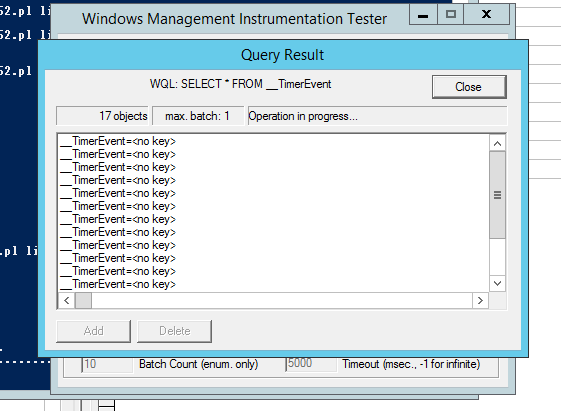 52.pl li
Windows Management Instrumentation Tester
52.pl li
Query Result
52.pl
WQL: SELECT * FROM __TimerEvent
Close
17 objects
max. batch: 1
Operation in progress...
__TimerEvent=<no key>
__TimerEvent=<no key>
__TimerEvent=<no key>
__TimerEvent=<no key>
__TimerEvent=<no key>
__TimerEvent=<no key>
__TimerEvent=<no key>
__TimerEvent=<no key>
__TimerEvent=<no key>
__TimerEvent=<no key>
__TimerEvent=<no key>
__TimerEvent=<no key>
.pl li
Add
Delete
10
Batch Count (enum. only)
5000
Timeout (msec., -1 for infinite)